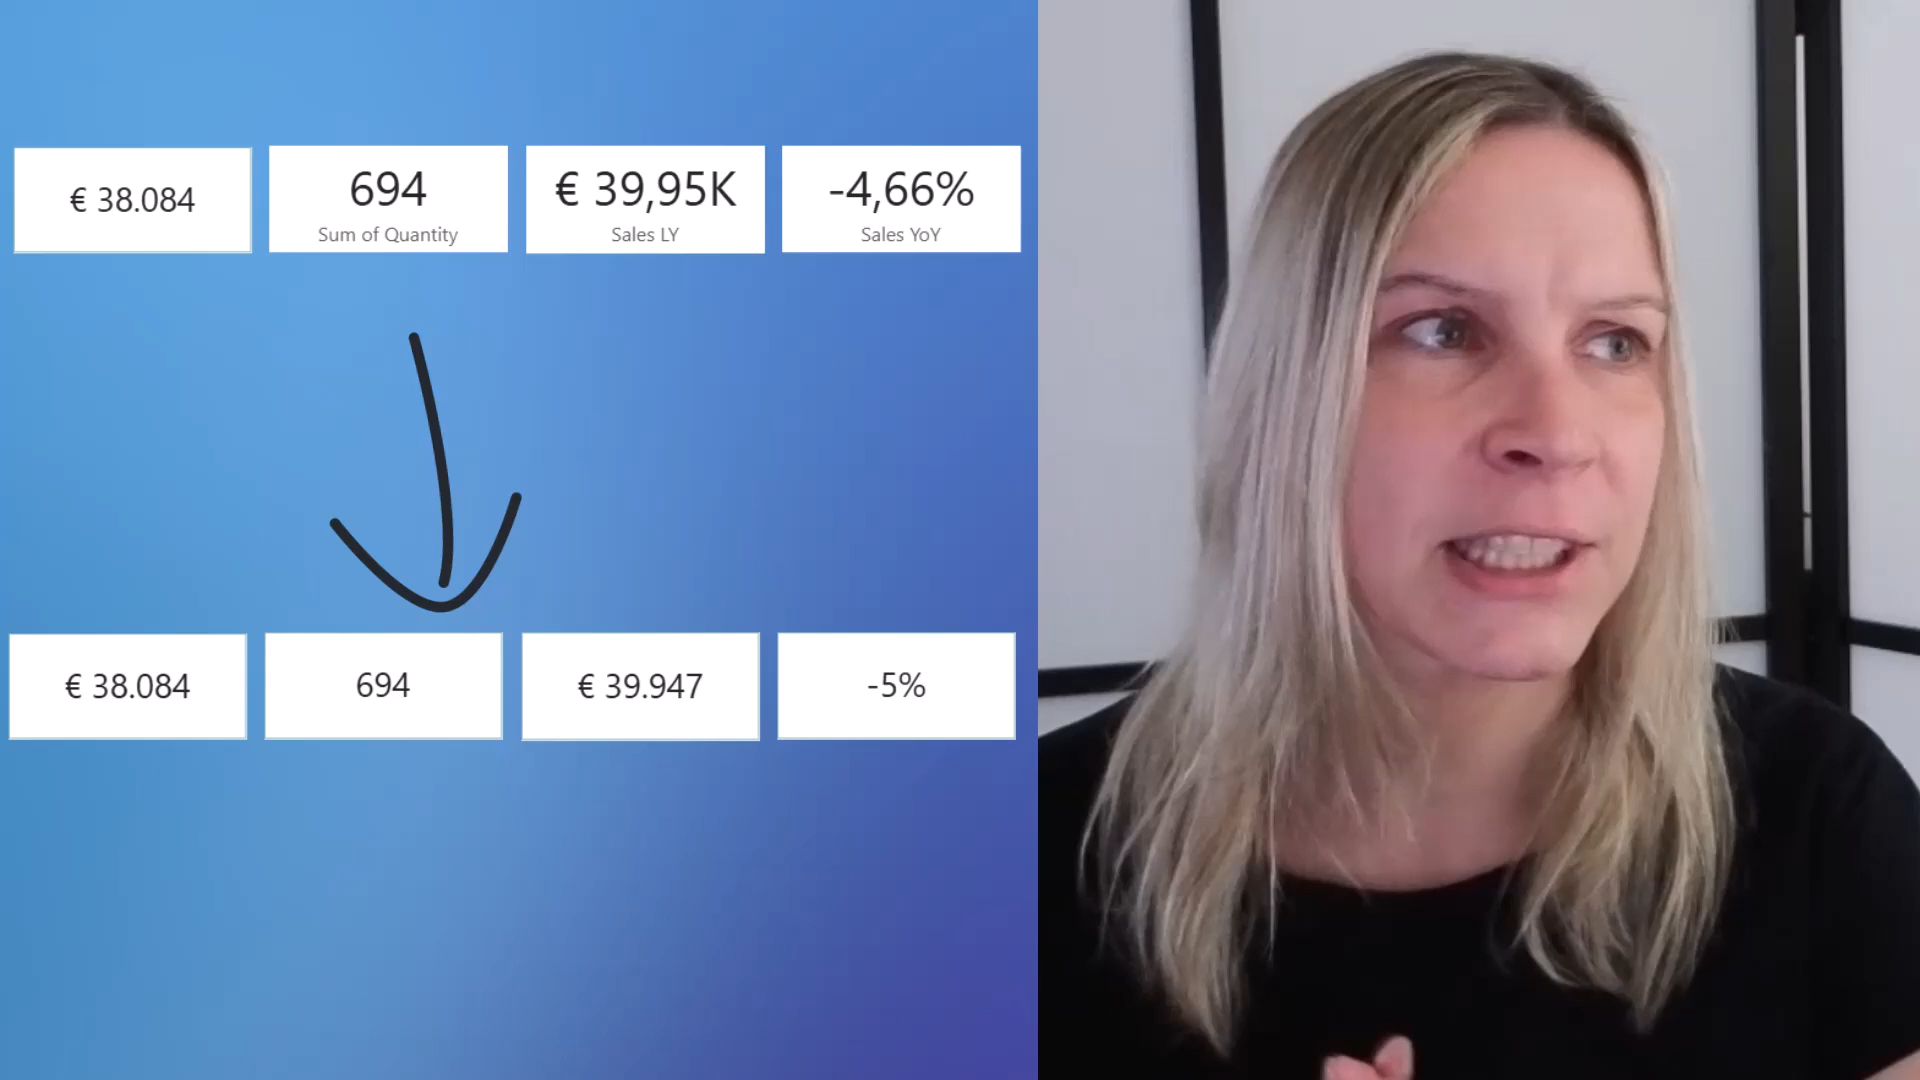 € 38.084
694
Sum of Quantity
€ 39,95K
Sales LY
-4,66%
Sales YoY
€ 38.084
694
€ 39.947
-5%